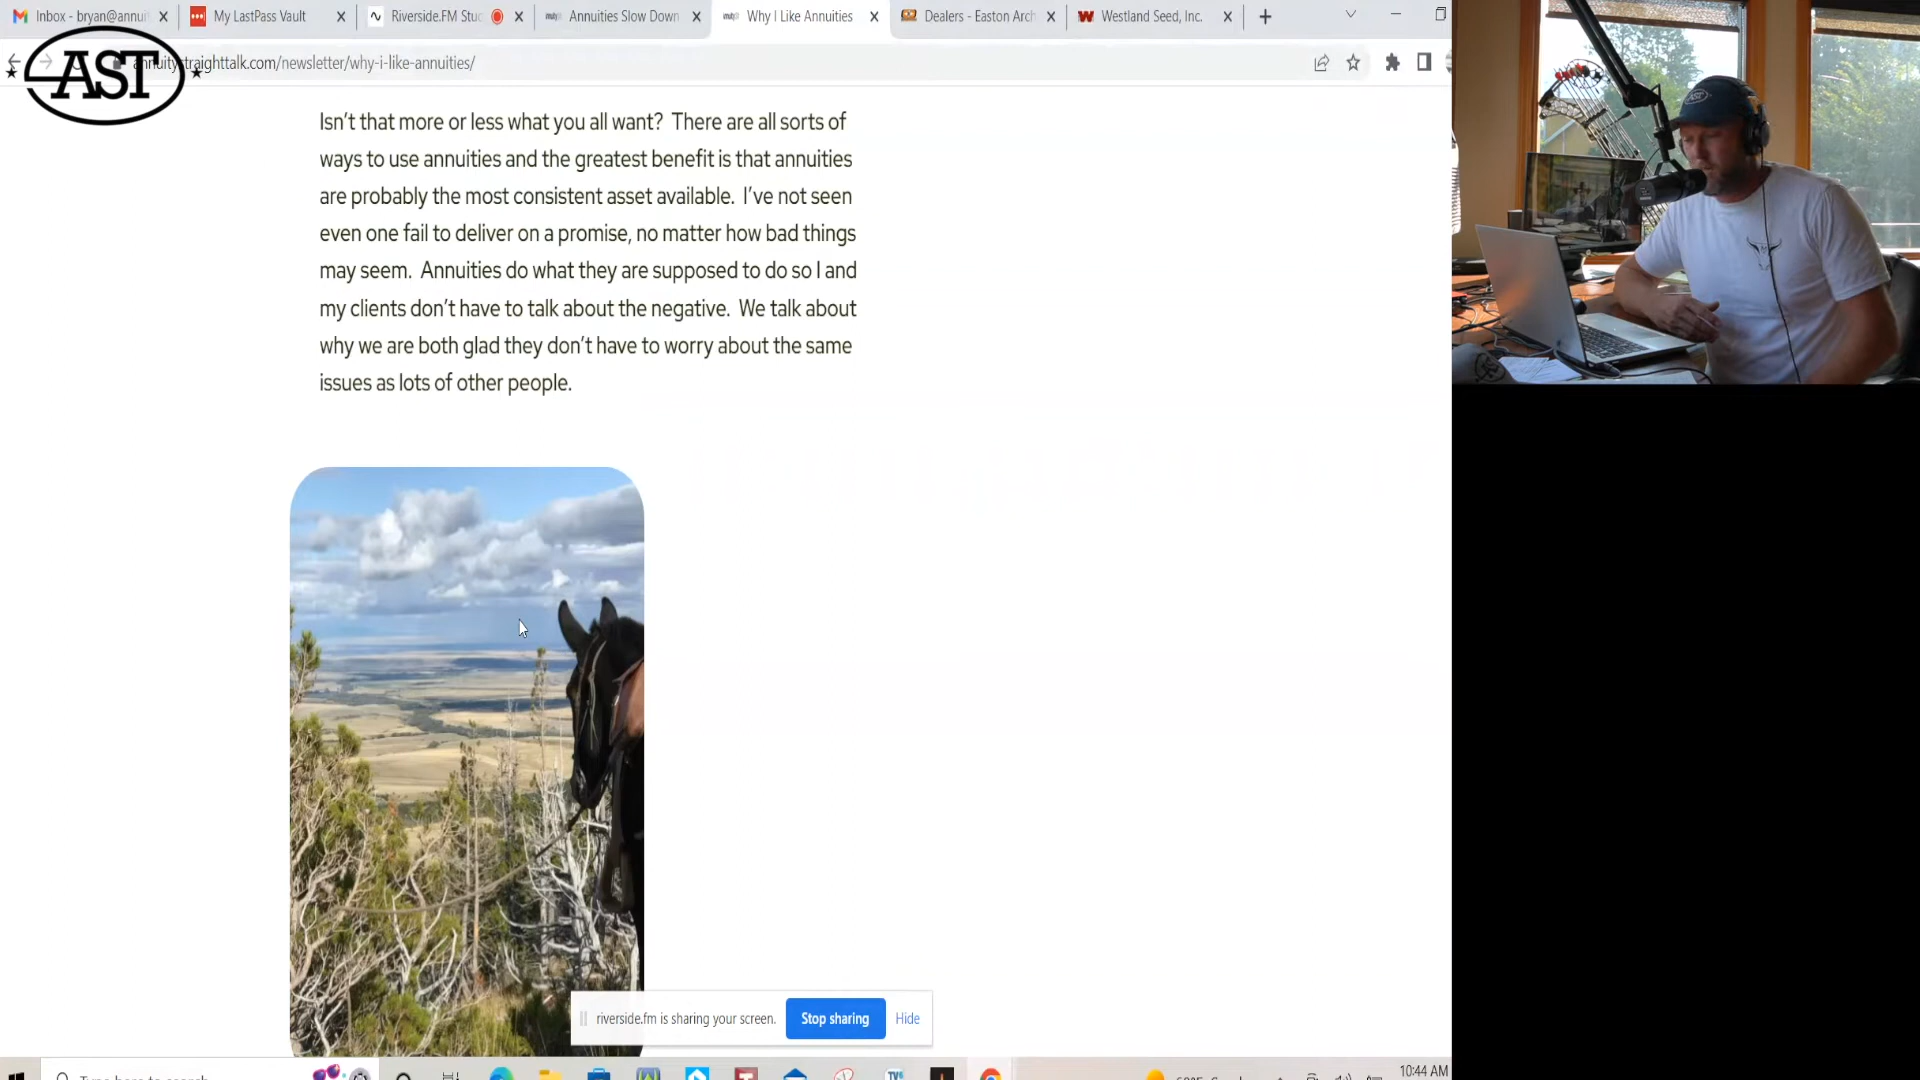 Inbox - bryan@annui
My LastPass Vault
Riverside.FM Stu
Annuities Slow Down
Why I Like Annuities
Dealers - Easton Arch
Westland Seed, Inc.
AST
annuitystraighttalk.com/newsletter/why-i-like-annuities/
Isn't that more or less what you all want? There are all sorts of
ways to use annuities and the greatest benefit is that annuities
are probably the most consistent asset available. I've not seen
even one fail to deliver on a promise, no matter how bad things
may seem. Annuities do what they are supposed to do so I and
my clients don't have to talk about the negative. We talk about
why we are both glad they don't have to worry about the same
issues as lots of other people.
riverside.fm is sharing your screen.
Stop sharing
Hide
Type here to search
10:44 AM